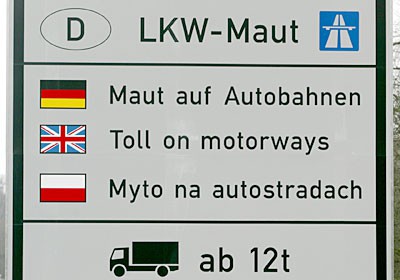 D LKW-Maut
Maut auf Autobahnen
Toll on motorways
Myto na autostradach
ab 12t